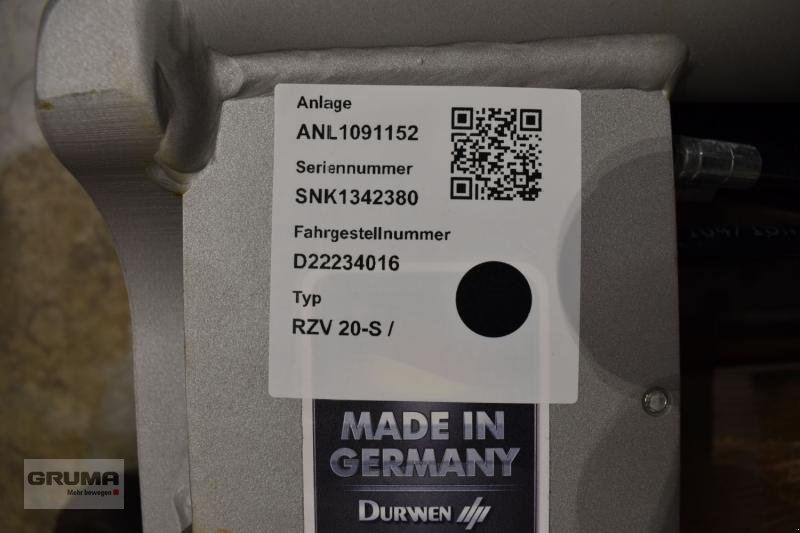 Anlage
ANL1091152
Seriennummer
SNK1342380
Fahrgestellnummer
D22234016
Typ
RZV 20-S /
MADE IN
GERMANY
DURWEN
GRUMA
Mehr bewegen